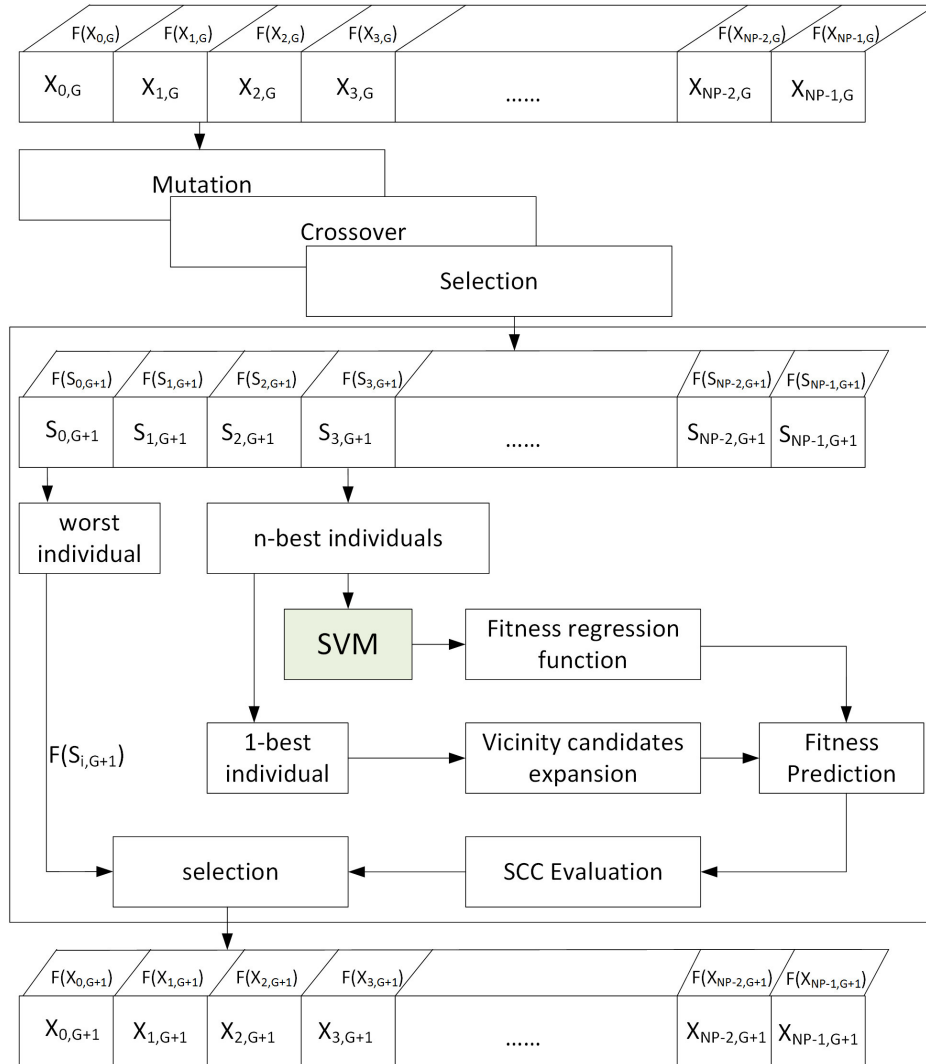 F(X0,G) F(X1,G) F(X2,G) F(X3,G) F(XNP-2,G) F(XNP-1,G)
X0,G X1,G X2,G X3,G ...... XNP-2,G XNP-1,G
Mutation
Crossover
Selection
F(S0,G+1) F(S1,G+1) F(S2,G+1) F(S3,G+1) F(SNP-2,G+1) F(SNP-1,G+1)
S0,G+1 S1,G+1 S2,G+1 S3,G+1 ...... SNP-2,G+1 SNP-1,G+1
worst
individual
n-best individuals
SVM
Fitness regression
function
F(Si,G+1)
1-best
individual
Vicinity candidates
expansion
Fitness
Prediction
selection
SCC Evaluation
F(X0,G+1) F(X1,G+1) F(X2,G+1) F(X3,G+1) F(XNP-2,G+1) F(XNP-1,G+1)
X0,G+1 X1,G+1 X2,G+1 X3,G+1 ...... XNP-2,G+1 XNP-1,G+1